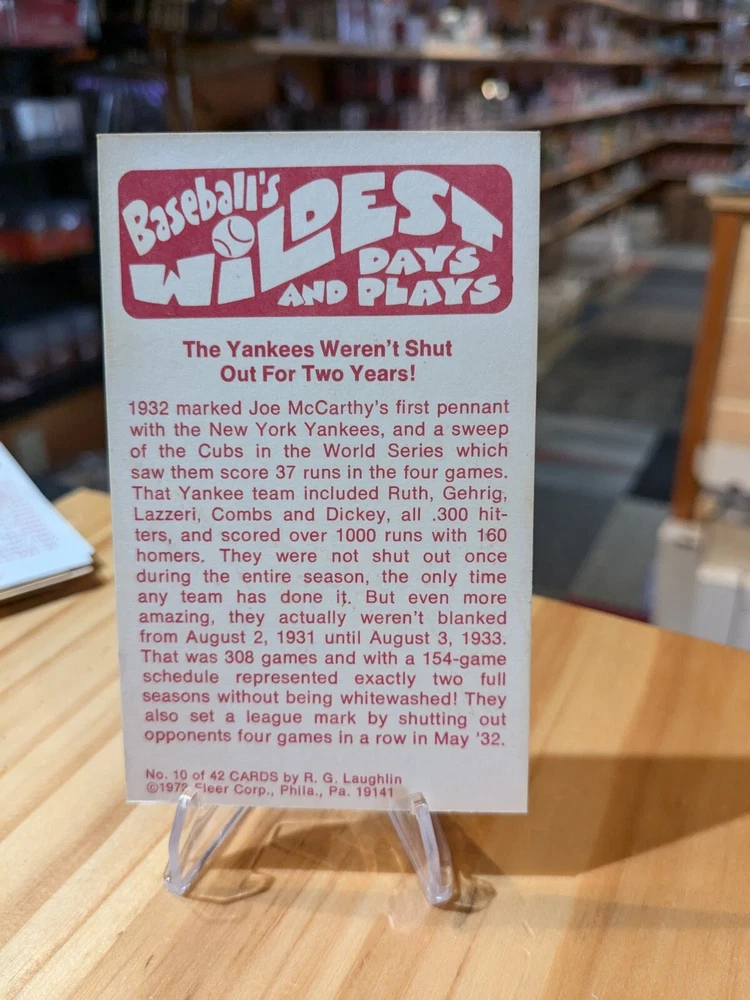 Baseball's
WiLDEST
DAYS
AND PLAYS
The Yankees Weren't Shut
Out For Two Years!
1932 marked Joe McCarthy's first pennant
with the New York Yankees, and a sweep
of the Cubs in the World Series which
saw them score 37 runs in the four games.
That Yankee team included Ruth, Gehrig,
Lazzeri, Combs and Dickey, all .300 hit-
ters, and scored over 1000 runs with 160
homers. They were not shut out once
during the entire season, the only time
any team has done it. But even more
amazing, they actually weren't blanked
from August 2, 1931 until August 3, 1933.
That was 308 games and with a 154-game
schedule represented exactly two full
seasons without being whitewashed! They
also set a league mark by shutting out
opponents four games in a row in May '32.
No. 10 of 42 CARDS by R. G. Laughlin
Fleer Corp., Phila., Pa. 19141